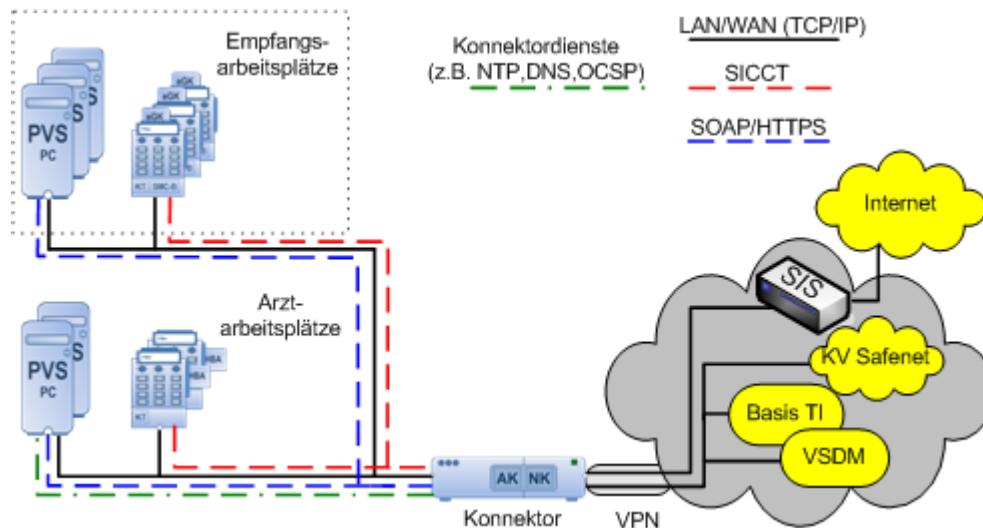 Empfangs-
arbeitsplätze
Konnektordienste
(z.B. NTP,DNS,OCSP)
LAN/WAN (TCP/IP)
SICCT
SOAP/HTTPS
PVS
PC
S
eGK
eGK
KT SMC-B
Internet
SIS
Arzt-
arbeitsplätze
PVS
PC
S
HBA
HBA
KT
KV Safenet
Basis TI
VSDM
AK NK
Konnektor
VPN